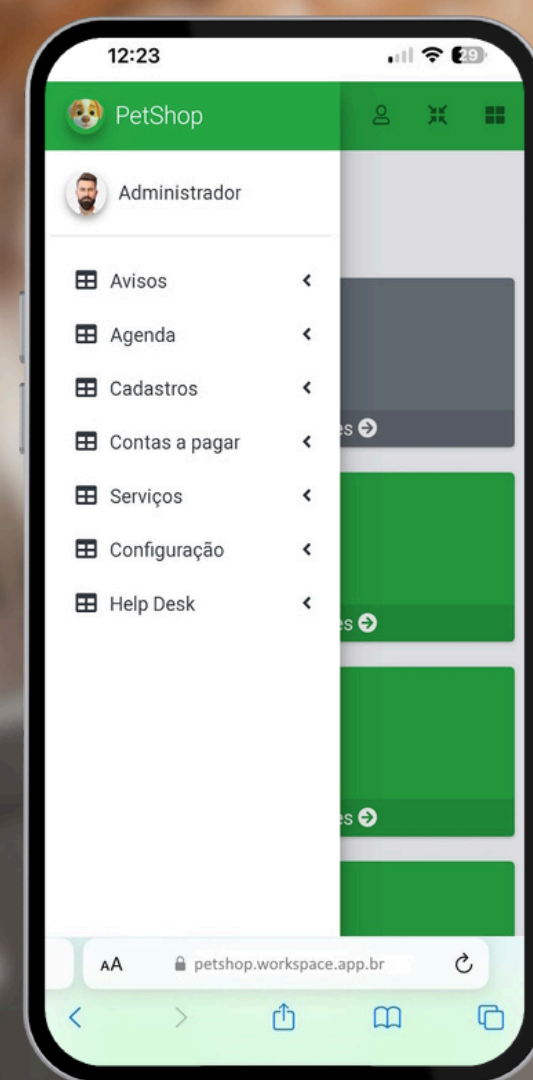 12:23
29
PetShop
Administrador
Avisos
Agenda
Cadastros
Contas a pagar
es
Serviços
Configuração
Help Desk
es
es
AA
petshop.workspace.app.br